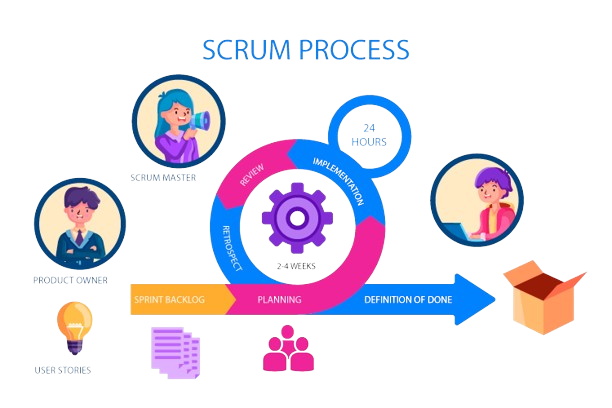 SCRUM PROCESS
24
HOURS
SCRUM MASTER
REVIEW
IMPLEMENTATION
RETROSPECT
2-4 WEEKS
PRODUCT OWNER
SPRINT BACKLOG
PLANNING
DEFINITION OF DONE
USER STORIES